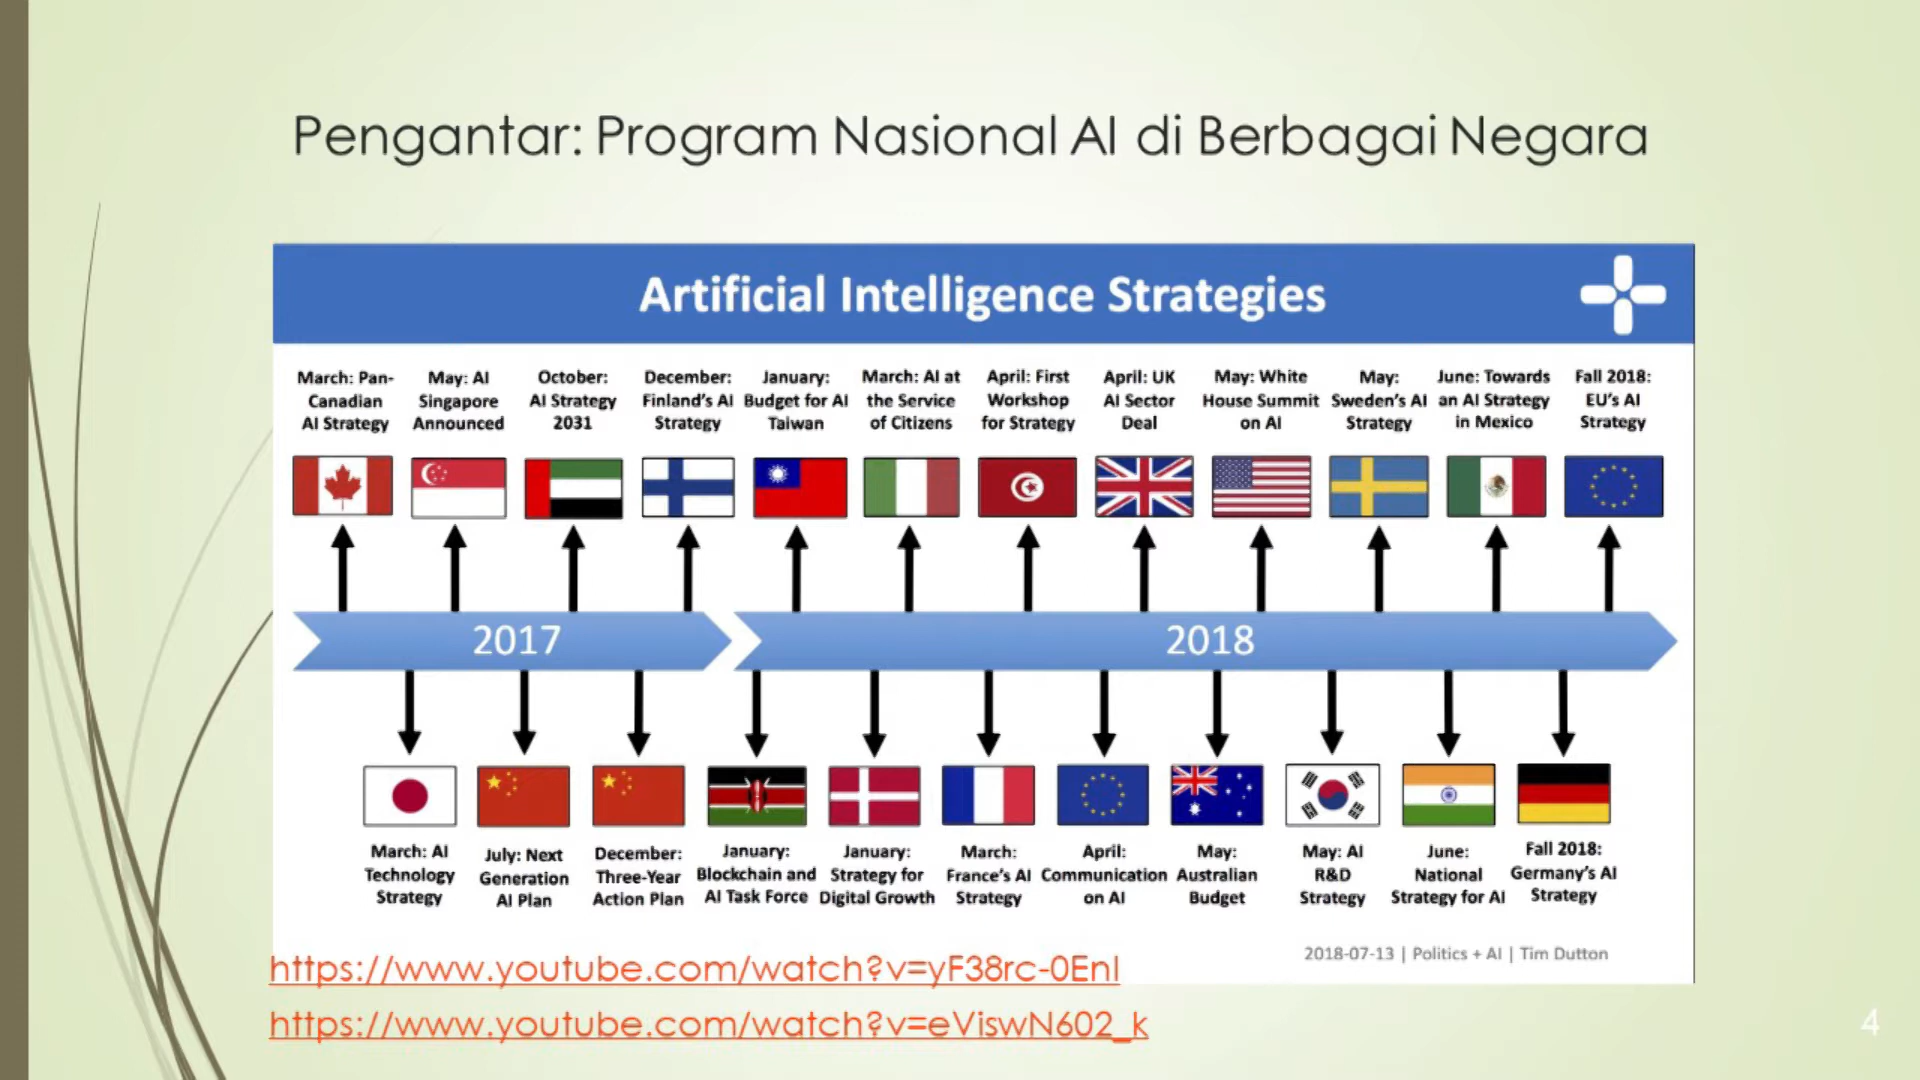 Pengantar: Program Nasional AI di Berbagai Negara
Artificial Intelligence Strategies
March: Pan-
Canadian
AI Strategy
May: AI
Singapore
Announced
October:
AI Strategy
2031
December:
Finland's AI
Strategy
January:
Budget for AI
Taiwan
March: AI at
the Service
of Citizens
April: First
Workshop
for Strategy
April: UK
AI Sector
Deal
May: White
House Summit
on AI
May:
Sweden's AI
Strategy
June: Towards
an AI Strategy
in Mexico
Fall 2018:
EU's AI
Strategy
2017
2018
March: AI
Technology
Strategy
July: Next
Generation
AI Plan
December:
Three-Year
Action Plan
January:
Blockchain and
AI Task Force
January:
Strategy for
Digital Growth
March:
France's AI
Strategy
April:
Communication
on AI
May:
Australian
Budget
May: AI
R&D
Strategy
June:
National
Strategy for AI
Fall 2018:
Germany's AI
Strategy
2018-07-13 | Politics + AI | Tim Dutton
https://www.youtube.com/watch?v=yF38rc-0EnI
https://www.youtube.com/watch?v=eViswN602_k
4